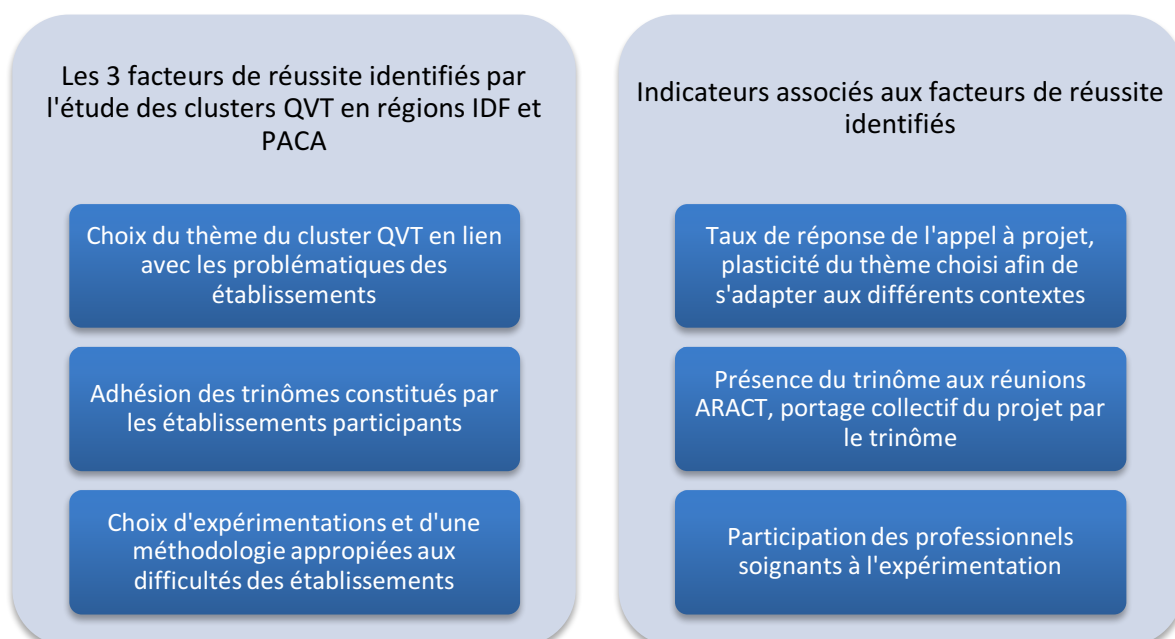 Les 3 facteurs de réussite identifiés par
l'étude des clusters QVT en régions IDF et
PACA
Choix du thème du cluster QVT en lien
avec les problématiques des
établissements
Adhésion des trinômes constitués par
les établissements participants
Choix d'expérimentations et d'une
méthodologie appopiées aux
difficultés des établissements
Indicateurs associés aux facteurs de réussite
identifiés
Taux de réponse de l'appel à projet,
plasticité du thème choisi afin de
s'adapter aux différents contextes
Présence du trinôme aux réunions
ARACT, portage collectif du projet par
le trinôme
Participation des professionnels
soignants à l'expérimentation